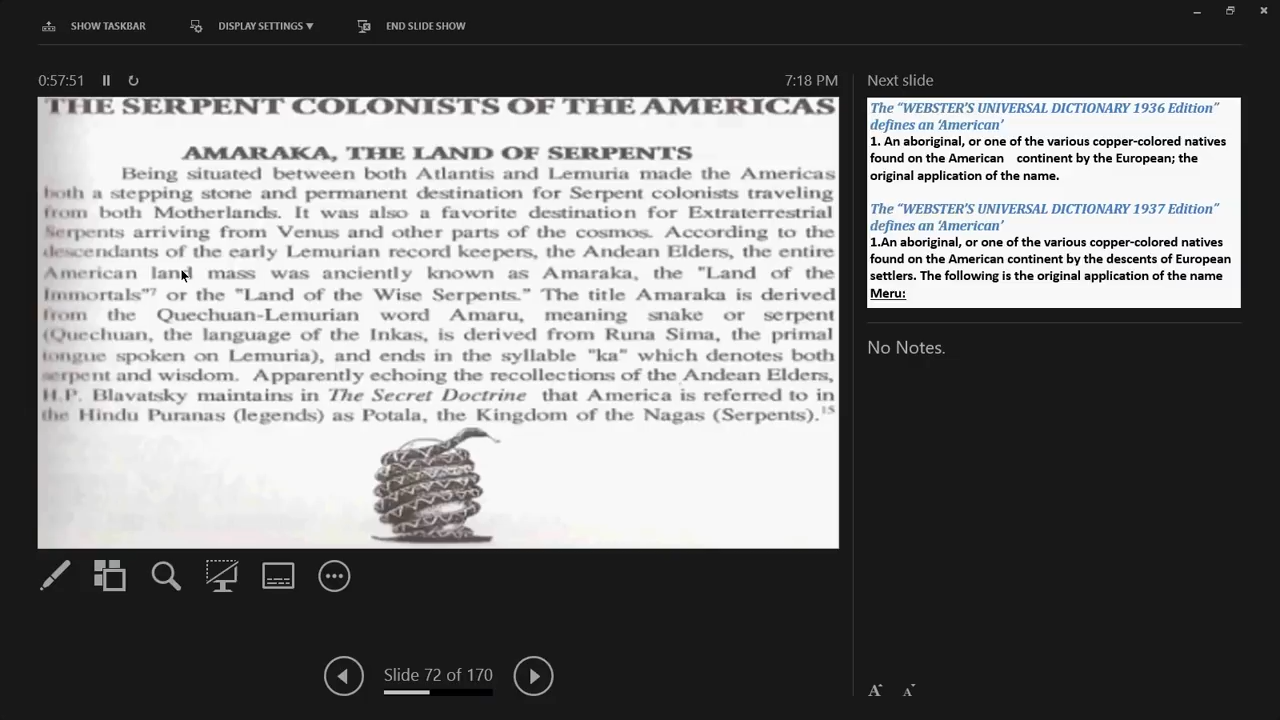 SHOW TASKBAR
DISPLAY SETTINGS ▼
END SLIDE SHOW
0:57:51
7:18 PM
THE SERPENT COLONISTS OF THE AMERICAS
AMARAKA, THE LAND OF SERPENTS
Being situated between both Atlantis and Lemuria made the Americas
both a stepping stone and permanent destination for Serpent colonists traveling
from both Motherlands. It was also a favorite destination for Extraterrestrial
Serpents arriving from Venus and other parts of the cosmos. According to the
descendants of the early Lemurian record keepers, the Andean Elders, the entire
American land mass was anciently known as Amaraka, the "Land of the
Immortals"7 or the "Land of the Wise Serpents." The title Amaraka is derived
from the Quechuan-Lemurian word Amaru, meaning snake or serpent
(Quechuan, the language of the Inkas, is derived from Runa Sima, the primal
tongue spoken on Lemuria), and ends in the syllable "ka" which denotes both
serpent and wisdom. Apparently echoing the recollections of the Andean Elders,
H.P. Blavatsky maintains in The Secret Doctrine that America is referred to in
the Hindu Puranas (legends) as Potala, the Kingdom of the Nagas (Serpents).15
Slide 72 of 170
Next slide
The “WEBSTER’S UNIVERSAL DICTIONARY 1936 Edition”
defines an ‘American’
1. An aboriginal, or one of the various copper-colored natives
found on the American continent by the European; the
original application of the name.
The “WEBSTER’S UNIVERSAL DICTIONARY 1937 Edition”
defines an ‘American’
1.An aboriginal, or one of the various copper-colored natives
found on the American continent by the descents of European
settlers. The following is the original application of the name
Meru:
No Notes.
A A